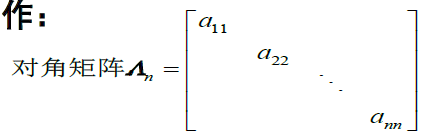 作：
对角矩阵Λₙ = [ a₁₁
a₂₂
⋱
aₙₙ ]